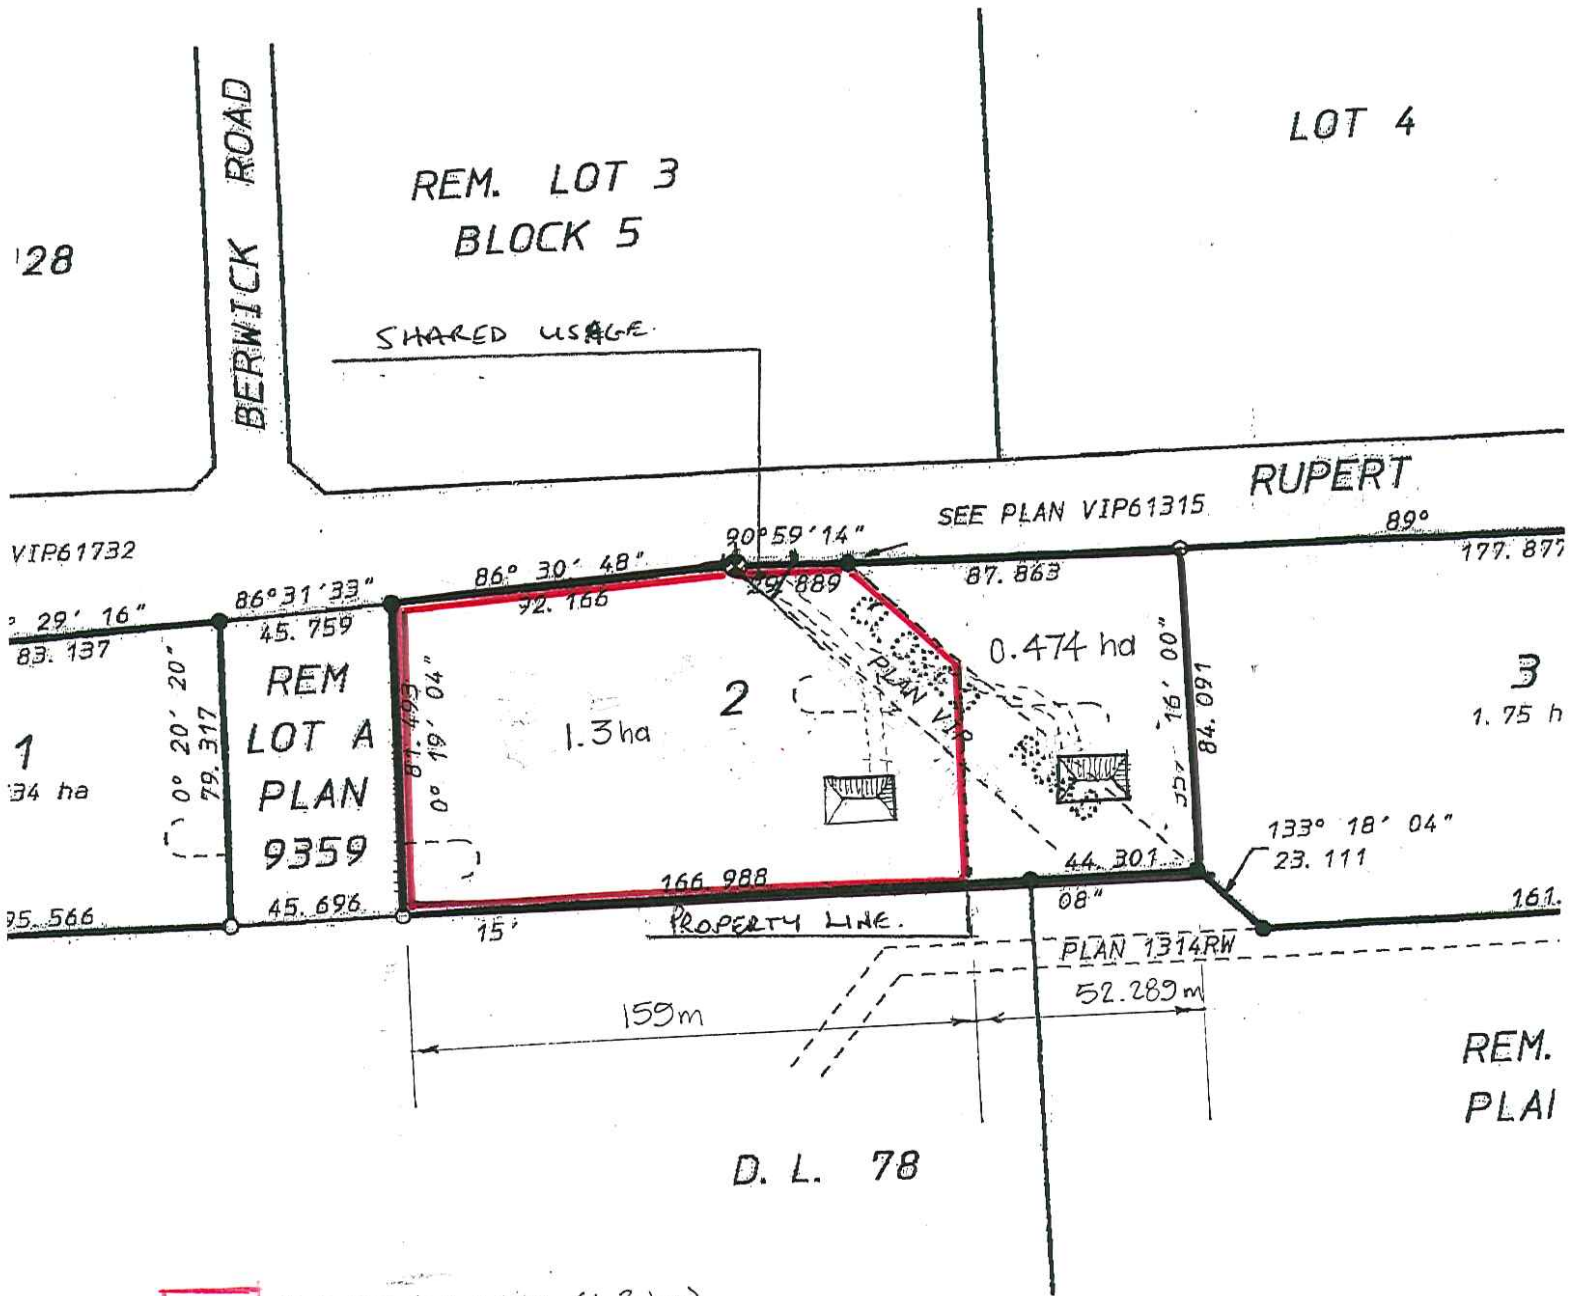 BERWICK ROAD
REM. LOT 3
BLOCK 5
LOT 4
'28
SHARED USAGE.
RUPERT
SEE PLAN VIP61315
89°
177.877
VIP61732
90°59'14"
29.889
87.863
86° 30' 48"
92.166
86°31'33"
45.759
29' 16"
83.137
0° 20' 20"
79.317
REM
LOT A
PLAN
9359
81.493
0° 19' 04"
1
34 ha
1.3 ha
2
PLAN VIP
0.474 ha
16' 00"
84.091
3
1.75 h
133° 18' 04"
23.111
95.566
45.696
15'
166.988
44.301
08"
161.
PROPERTY LINE.
PLAN 1314RW
159m
52.289m
REM.
PLAI
D. L. 78